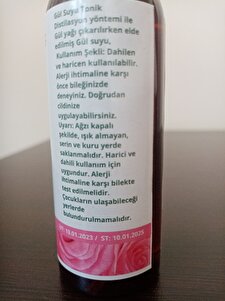 Gül Suyu Tonik
Distilasyon yöntemi ile
Gül yağı çıkarılırken elde
edilmiş Gül suyu,
Kullanım Şekli: Dahilen
ve haricen kullanılabilir.
Alerji ihtimaline karşı
önce bileğinizde
deneyiniz. Doğrudan
cildinize
uygulayabilirsiniz.
Uyarı: Ağzı kapalı
şekilde, ışık almayan,
serin ve kuru yerde
saklanmalıdır. Harici ve
dahili kullanım için
uygundur. Alerji
ihtimaline karşı bilekte
test edilmelidir.
Çocukların ulaşabileceği
yerlerde
bulundurulmamalıdır.
10.01.2023 / ST: 10.01.2025